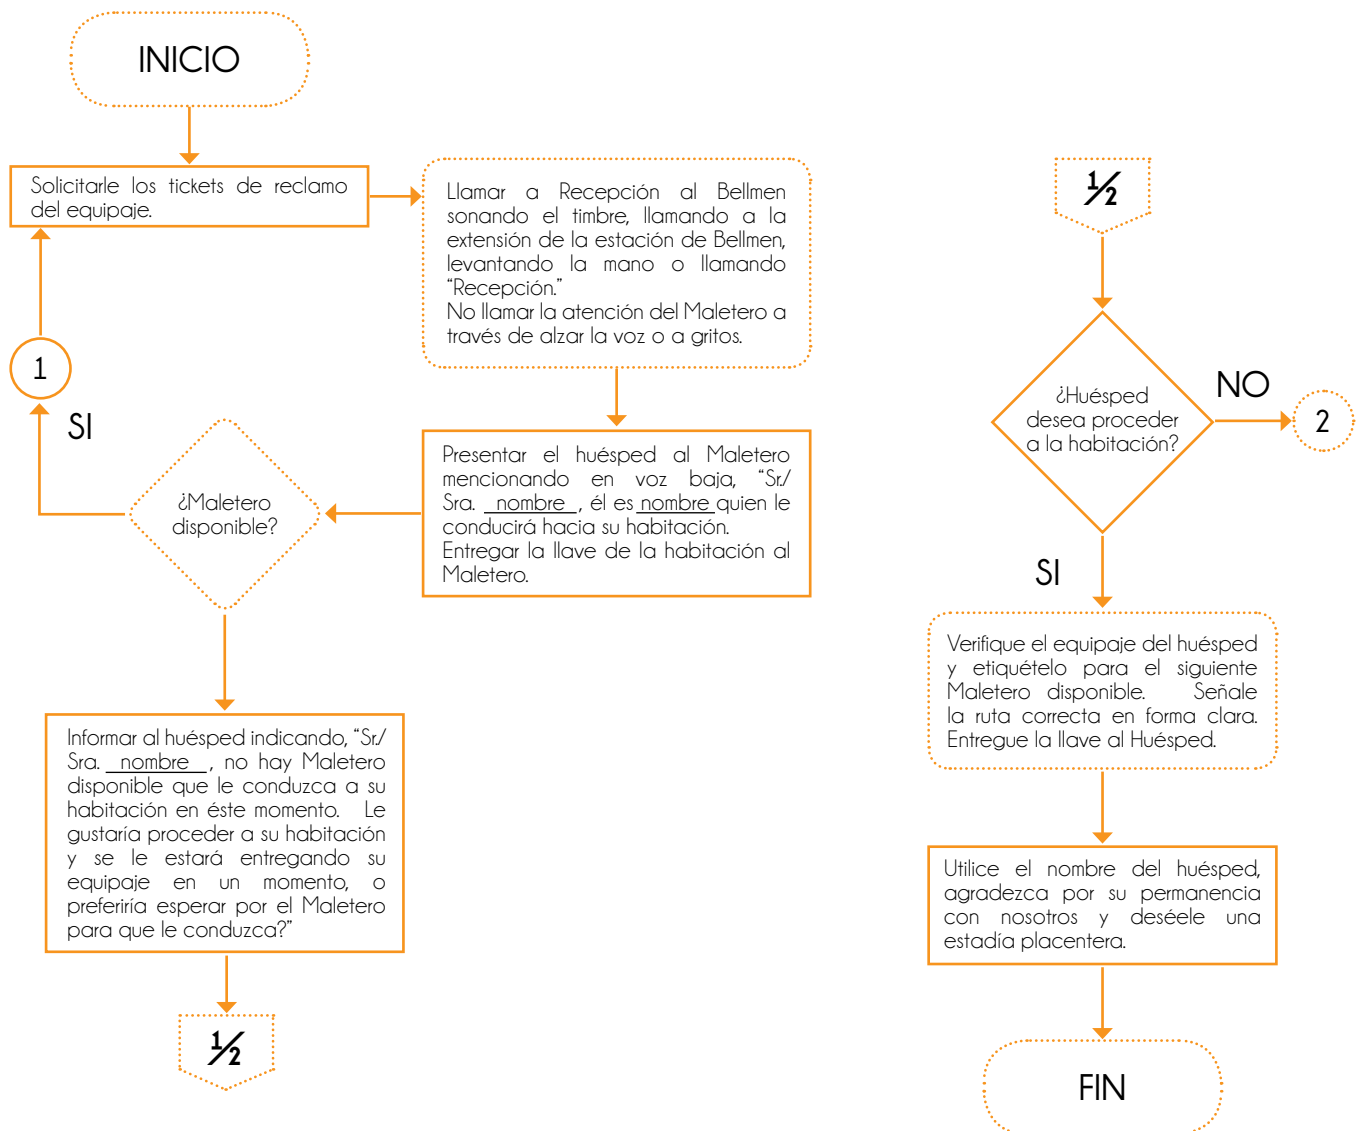 INICIO
Solicitarle los tickets de reclamo
del equipaje.
Llamar a Recepción al Bellmen
sonando el timbre, llamando a la
extensión de la estación de Bellmen,
levantando la mano o llamando
“Recepción.”
No llamar la atención del Maletero a
través de alzar la voz o a gritos.
1
SI
¿Maletero
disponible?
Presentar el huésped al Maletero
mencionando en voz baja, “Sr./
Sra. nombre , él es nombre quien le
conducirá hacia su habitación.
Entregar la llave de la habitación al
Maletero.
Informar al huésped indicando, “Sr./
Sra. nombre , no hay Maletero
disponible que le conduzca a su
habitación en éste momento. Le
gustaría proceder a su habitación
y se le estará entregando su
equipaje en un momento, o
preferiría esperar por el Maletero
para que le conduzca?”
½
½
¿Huésped
desea proceder
a la habitación?
NO
2
SI
Verifique el equipaje del huésped
y etiquételo para el siguiente
Maletero disponible. Señale
la ruta correcta en forma clara.
Entregue la llave al Huésped.
Utilice el nombre del huésped,
agradezca por su permanencia
con nosotros y deséele una
estadía placentera.
FIN